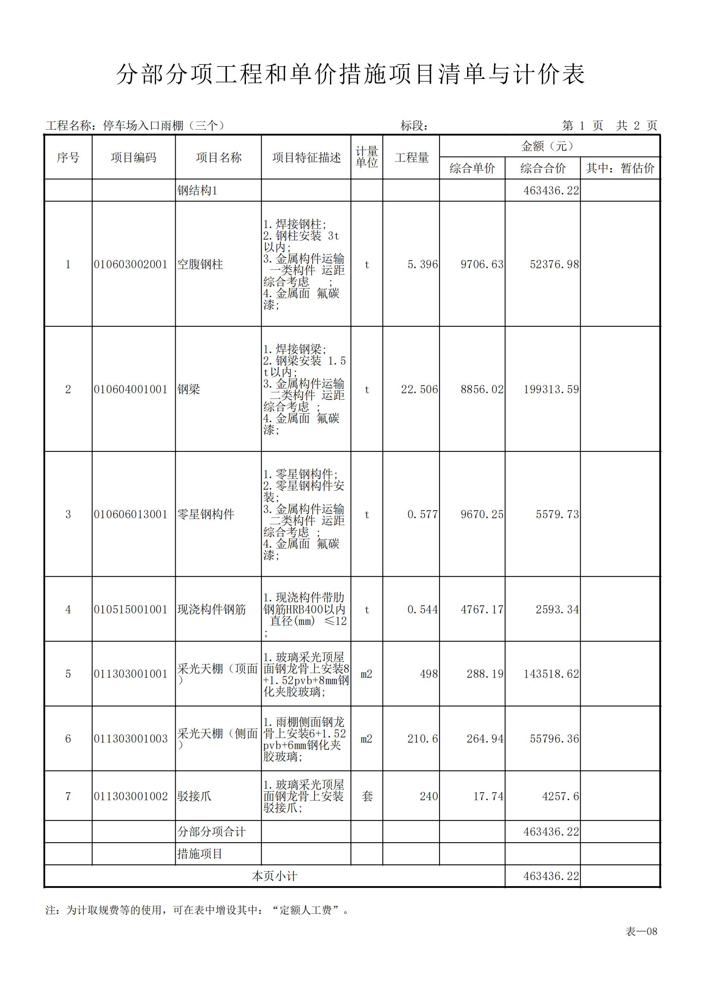 分部分项工程和单价措施项目清单与计价表
工程名称：停车场入口雨棚（三个） 标段： 第 1 页 共 2 页
序号 项目编码 项目名称 项目特征描述 计量单位 工程量 金额（元）
综合单价 综合合价 其中：暂估价
钢结构1 463436.22
1 010603002001 空腹钢柱
1.焊接钢柱;
2.钢柱安装 3t
以内;
3.金属构件运输
一类构件 运距
综合考虑 ;
4.金属面 氟碳
漆;
t 5.396 9706.63 52376.98
2 010604001001 钢梁
1.焊接钢梁;
2.钢梁安装 1.5
t以内;
3.金属构件运输
二类构件 运距
综合考虑 ;
4.金属面 氟碳
漆;
t 22.506 8856.02 199313.59
3 010606013001 零星钢构件
1.零星钢构件;
2.零星钢构件安
装;
3.金属构件运输
二类构件 运距
综合考虑 ;
4.金属面 氟碳
漆;
t 0.577 9670.25 5579.73
4 010515001001 现浇构件钢筋
1.现浇构件带肋
钢筋HRB400以内
直径(mm) ≤12
;
t 0.544 4767.17 2593.34
5 011303001001 采光天棚（顶面
）
1.玻璃采光顶屋
面钢龙骨上安装8
+1.52pvb+8mm钢
化夹胶玻璃;
m2 498 288.19 143518.62
6 011303001003 采光天棚（侧面
）
1.雨棚侧面钢龙
骨上安装6+1.52
pvb+6mm钢化夹
胶玻璃;
m2 210.6 264.94 55796.36
7 011303001002 驳接爪
1.玻璃采光顶屋
面钢龙骨上安装
驳接爪;
套 240 17.74 4257.6
分部分项合计 463436.22
措施项目
本页小计 463436.22
注：为计取规费等的使用，可在表中增设其中：“定额人工费”。
表—08